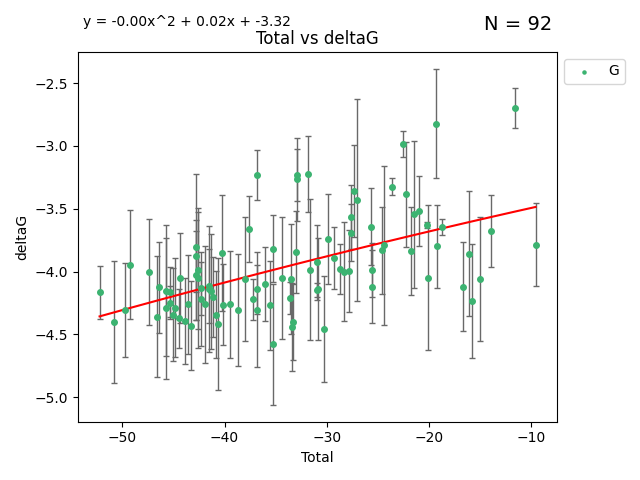 y = -0.00x^2 + 0.02x + -3.32
N = 92
Total vs deltaG
G
deltaG
−2.5
−3.0
−3.5
−4.0
−4.5
−5.0
−50
−40
−30
−20
−10
Total